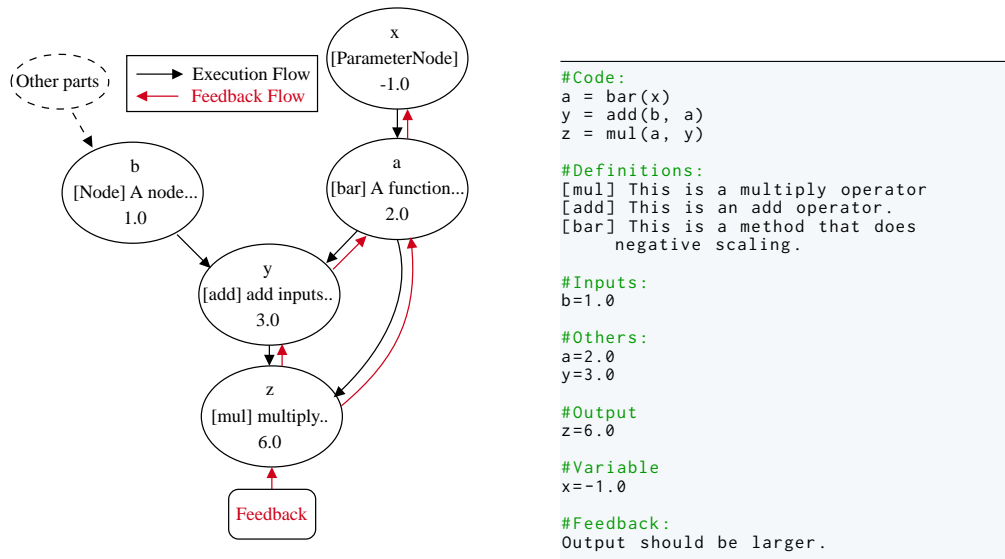 x
[ParameterNode]
-1.0
Other parts
Execution Flow
Feedback Flow
b
[Node] A node...
1.0
a
[bar] A function...
2.0
y
[add] add inputs..
3.0
z
[mul] multiply..
6.0
Feedback
#Code:
a = bar(x)
y = add(b, a)
z = mul(a, y)
#Definitions:
[mul] This is a multiply operator
[add] This is an add operator.
[bar] This is a method that does
negative scaling.
#Inputs:
b=1.0
#Others:
a=2.0
y=3.0
#Output
z=6.0
#Variable
x=-1.0
#Feedback:
Output should be larger.